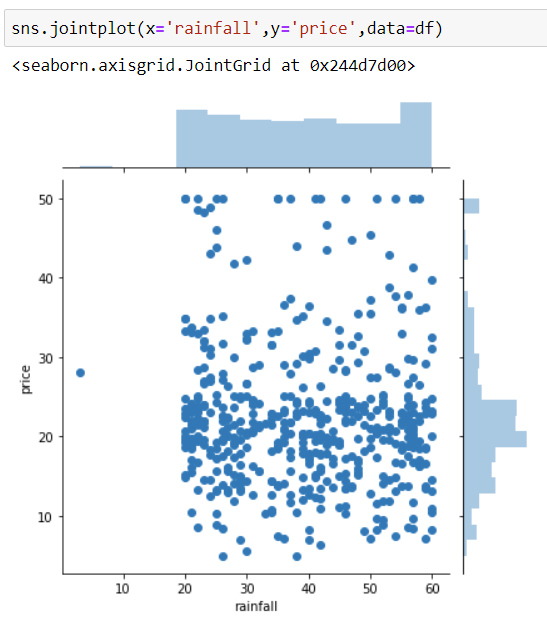 sns.jointplot(x='rainfall',y='price',data=df)
<seaborn.axisgrid.JointGrid at 0x244d7d00>
50
40
30
20
10
price
10 20 30 40 50 60
rainfall